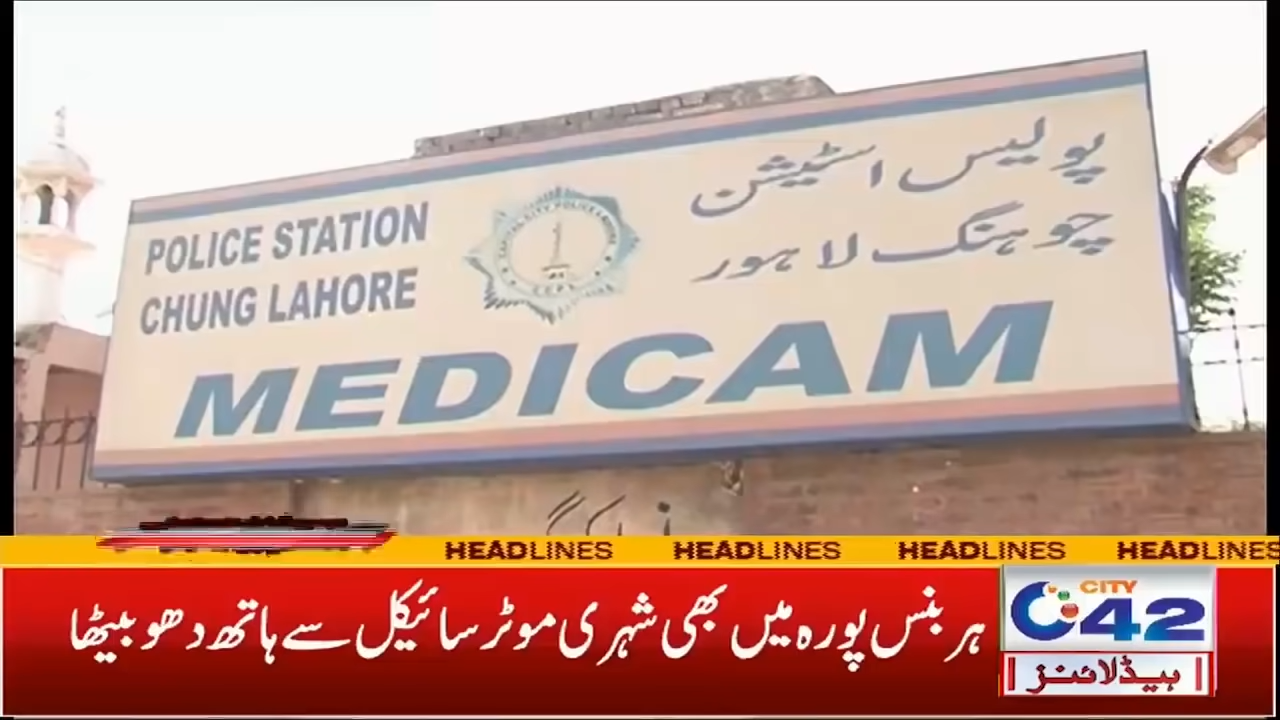 POLICE STATION
CHUNG LAHORE
پولیس اسٹیشن
چوہنگ لاہور
MEDICAM
HEADLINES HEADLINES HEADLINES HEADLINES
ہربنس پورہ میں بھی شہری موٹرسائیکل سے ہاتھ دھو بیٹھا
CITY
42
ہیڈلائنز